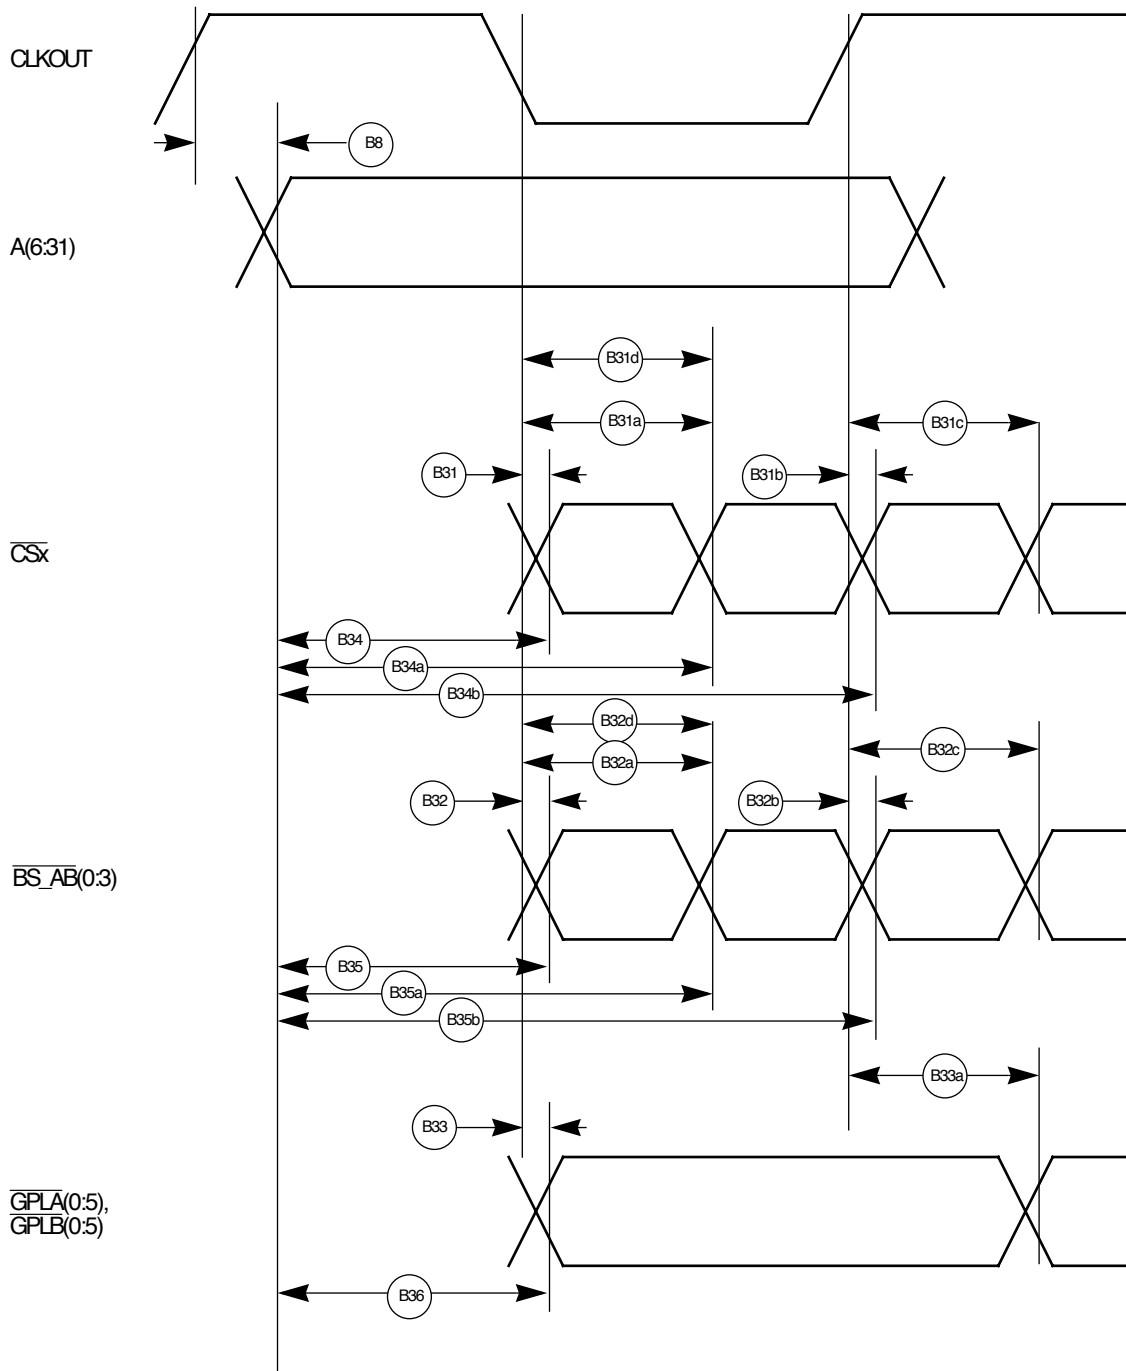 CLKOUT
B8
A(6:31)
B31d
B31a
B31c
B31
B31b
CSx
B34
B34a
B34b
B32d
B32a
B32c
B32
B32b
BS_AB(0:3)
B35
B35a
B35b
B33a
B33
GPLA(0:5),
GPLB(0:5)
B36